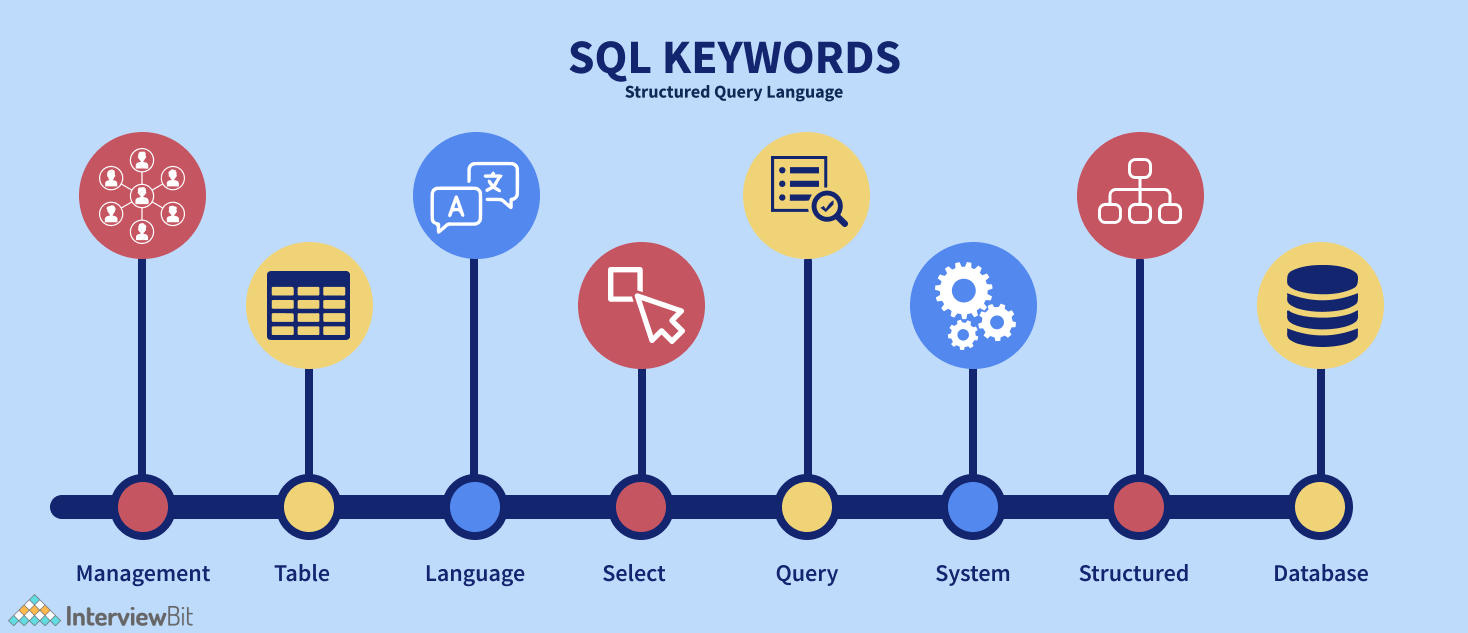 SQL KEYWORDS
Structured Query Language
A 文
Management Table Language Select Query System Structured Database
InterviewBit